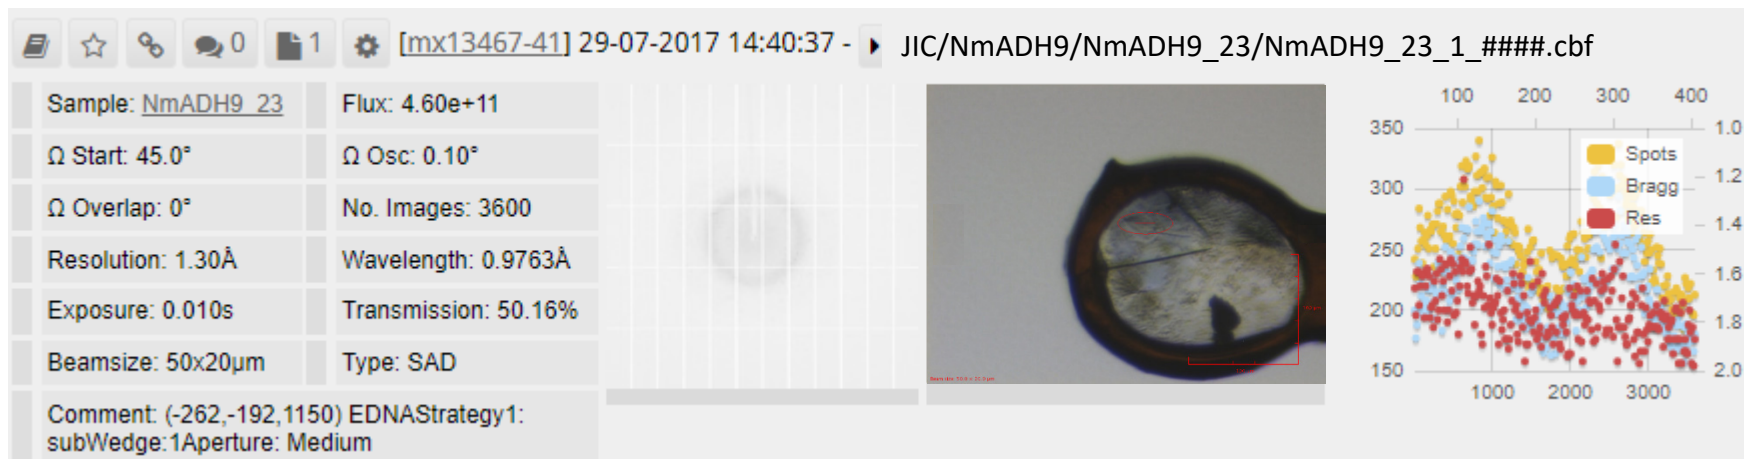 0 1 [mx13467-41] 29-07-2017 14:40:37 - JIC/NmADH9/NmADH9_23/NmADH9_23_1_####.cbf
Sample: NmADH9_23 Flux: 4.60e+11
Ω Start: 45.0° Ω Osc: 0.10°
Ω Overlap: 0° No. Images: 3600
Resolution: 1.30Å Wavelength: 0.9763Å
Exposure: 0.010s Transmission: 50.16%
Beamsize: 50x20µm Type: SAD
Comment: (-262,-192,1150) EDNAStrategy1:
subWedge:1Aperture: Medium
100 200 300 400
350 1.0
Spots
300 Bragg 1.2
Res
1.4
250
1.6
200
1.8
150 2.0
1000 2000 3000